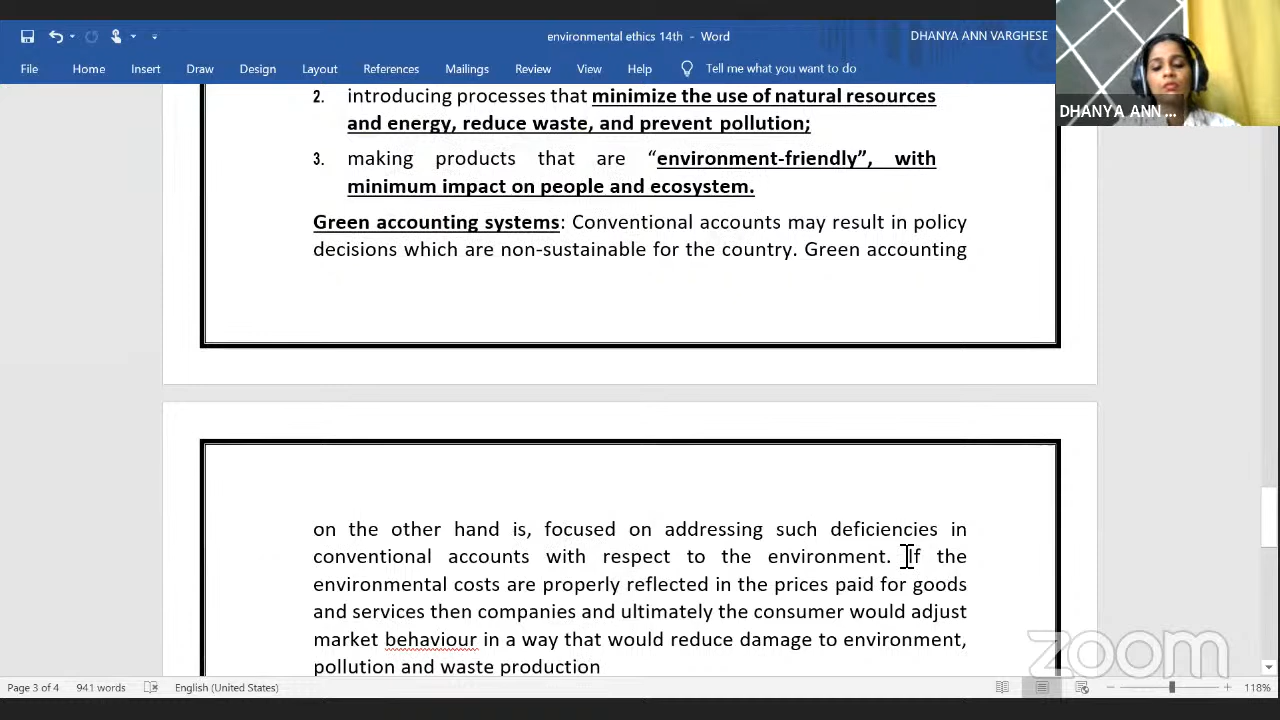 environmental ethics 14th - Word
DHANYA ANN VARGHESE
File Home Insert Draw Design Layout References Mailings Review View Help Tell me what you want to do
DHANYA ANN ...
2. introducing processes that minimize the use of natural resources
and energy, reduce waste, and prevent pollution;
3. making products that are “environment-friendly”, with
minimum impact on people and ecosystem.
Green accounting systems: Conventional accounts may result in policy
decisions which are non-sustainable for the country. Green accounting
on the other hand is, focused on addressing such deficiencies in
conventional accounts with respect to the environment. If the
environmental costs are properly reflected in the prices paid for goods
and services then companies and ultimately the consumer would adjust
market behaviour in a way that would reduce damage to environment,
pollution and waste production
zoom
Page 3 of 4 941 words English (United States) 118%